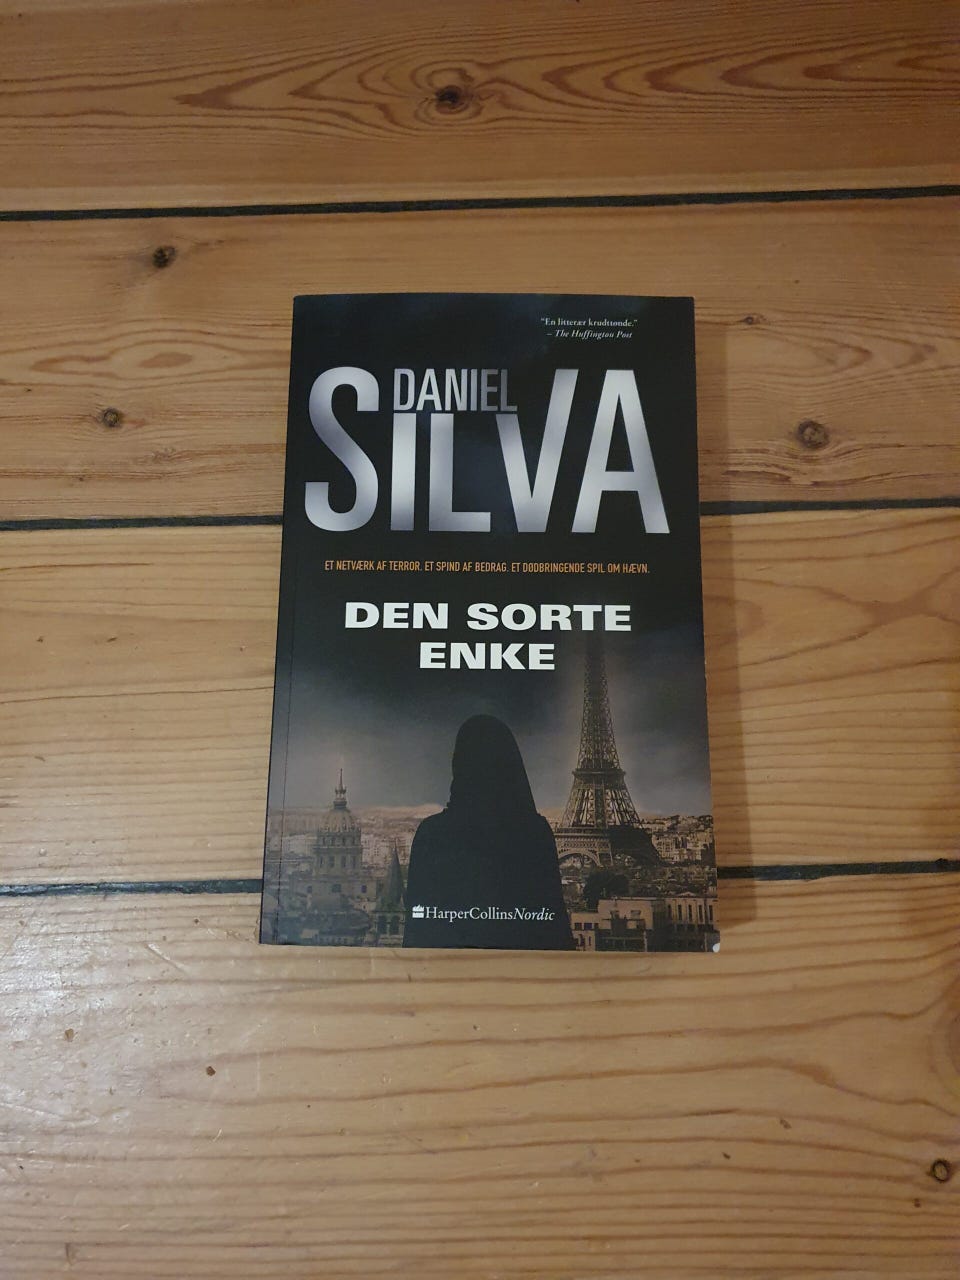 "En litterær krudttønde."
– The Huffington Post
DANIEL
SILVA
ET NETVÆRK AF TERROR. ET SPIND AF BEDRAG. ET DØDBRINGENDE SPIL OM HÆVN.
DEN SORTE
ENKE
HarperCollinsNordic